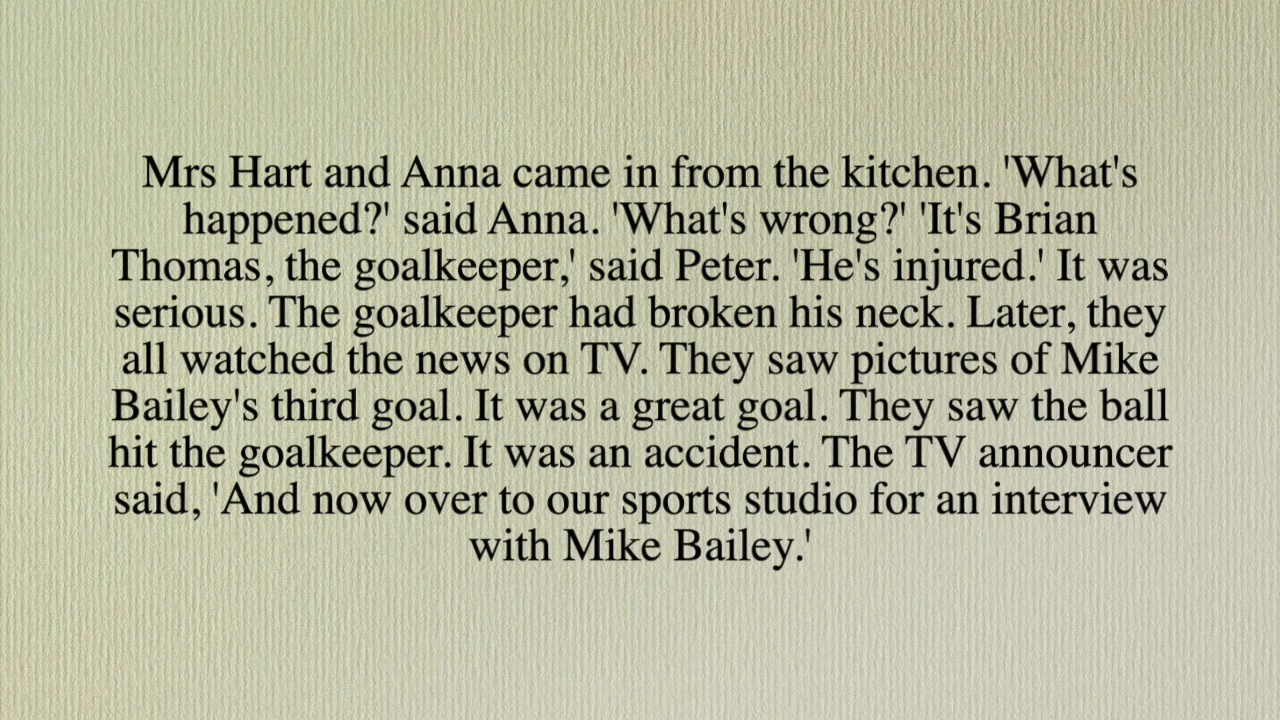 Mrs Hart and Anna came in from the kitchen. 'What's
happened?' said Anna. 'What's wrong?' 'It's Brian
Thomas, the goalkeeper,' said Peter. 'He's injured.' It was
serious. The goalkeeper had broken his neck. Later, they
all watched the news on TV. They saw pictures of Mike
Bailey's third goal. It was a great goal. They saw the ball
hit the goalkeeper. It was an accident. The TV announcer
said, 'And now over to our sports studio for an interview
with Mike Bailey.'